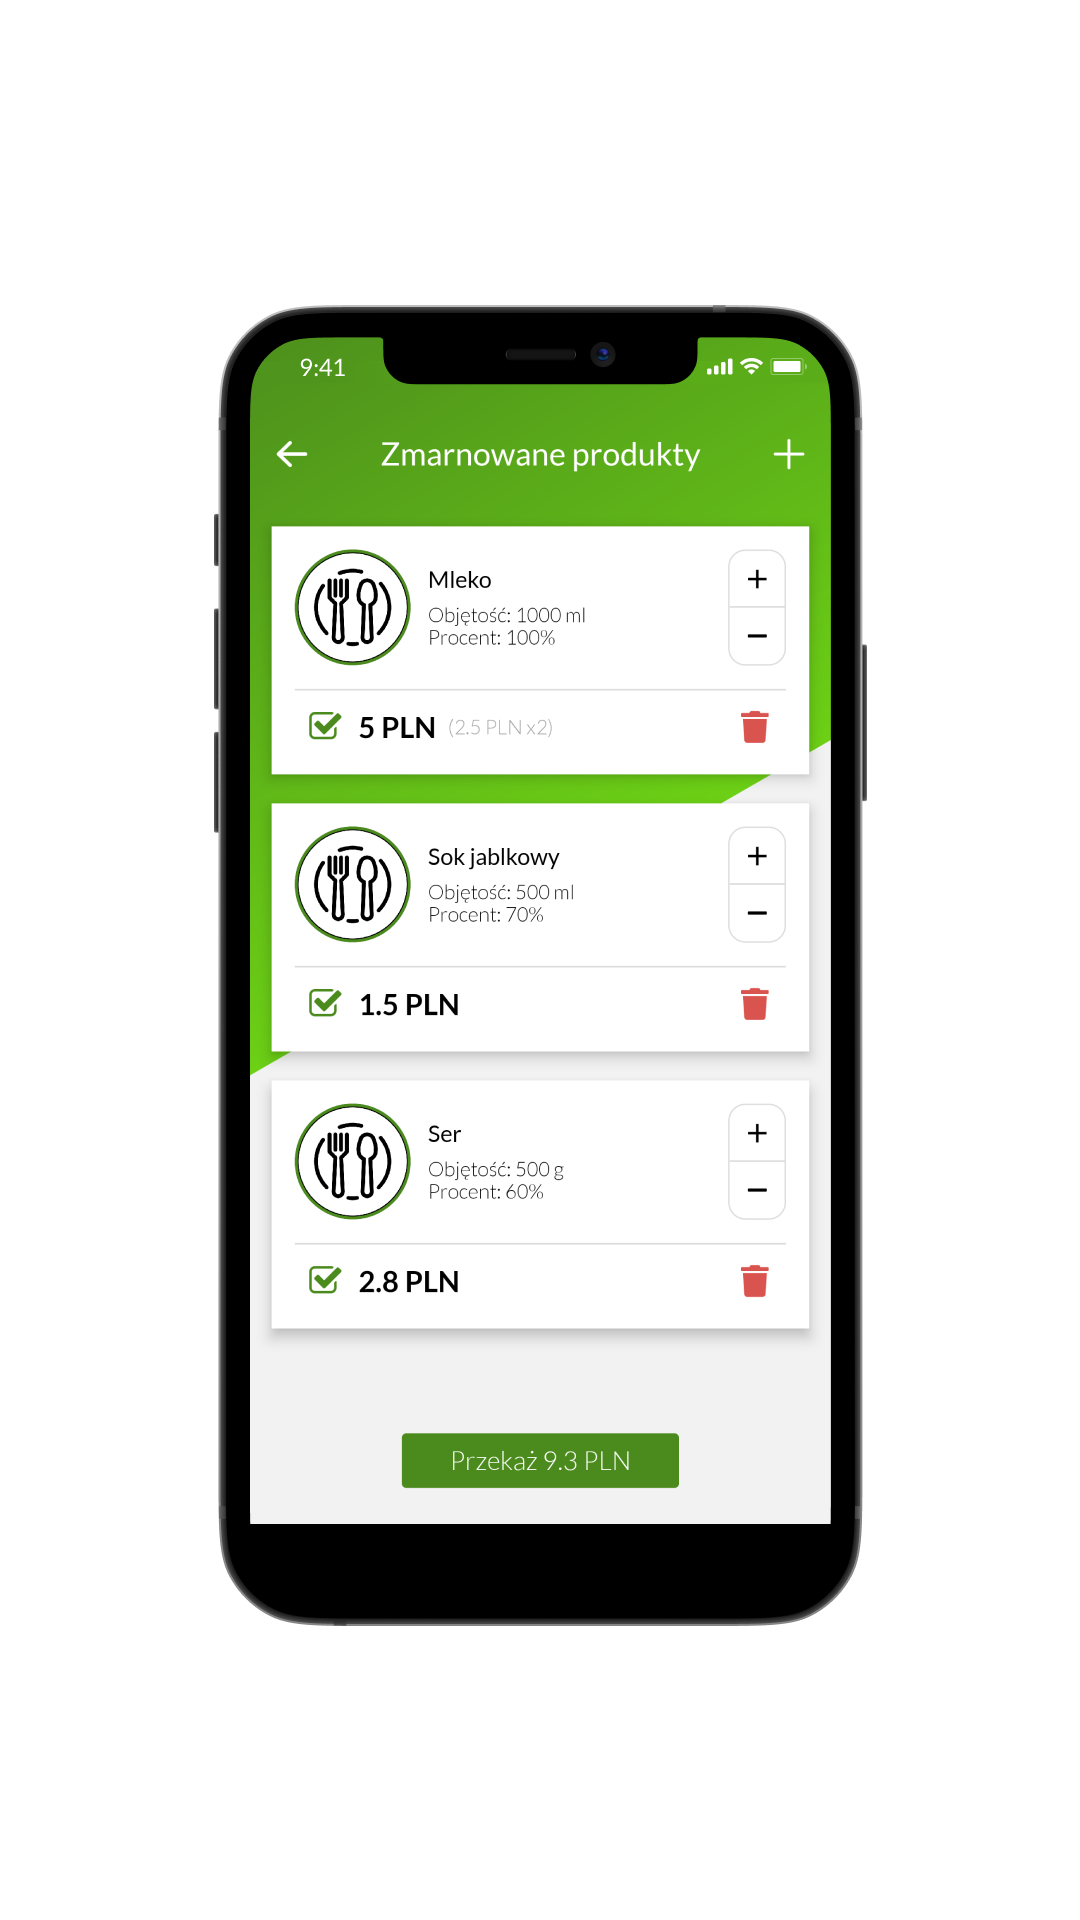 9:41
Zmarnowane produkty
Mleko
Objętość: 1000 ml
Procent: 100%
5 PLN (2.5 PLN x2)
Sok jablkowy
Objętość: 500 ml
Procent: 70%
1.5 PLN
Ser
Objętość: 500 g
Procent: 60%
2.8 PLN
Przekaż 9.3 PLN